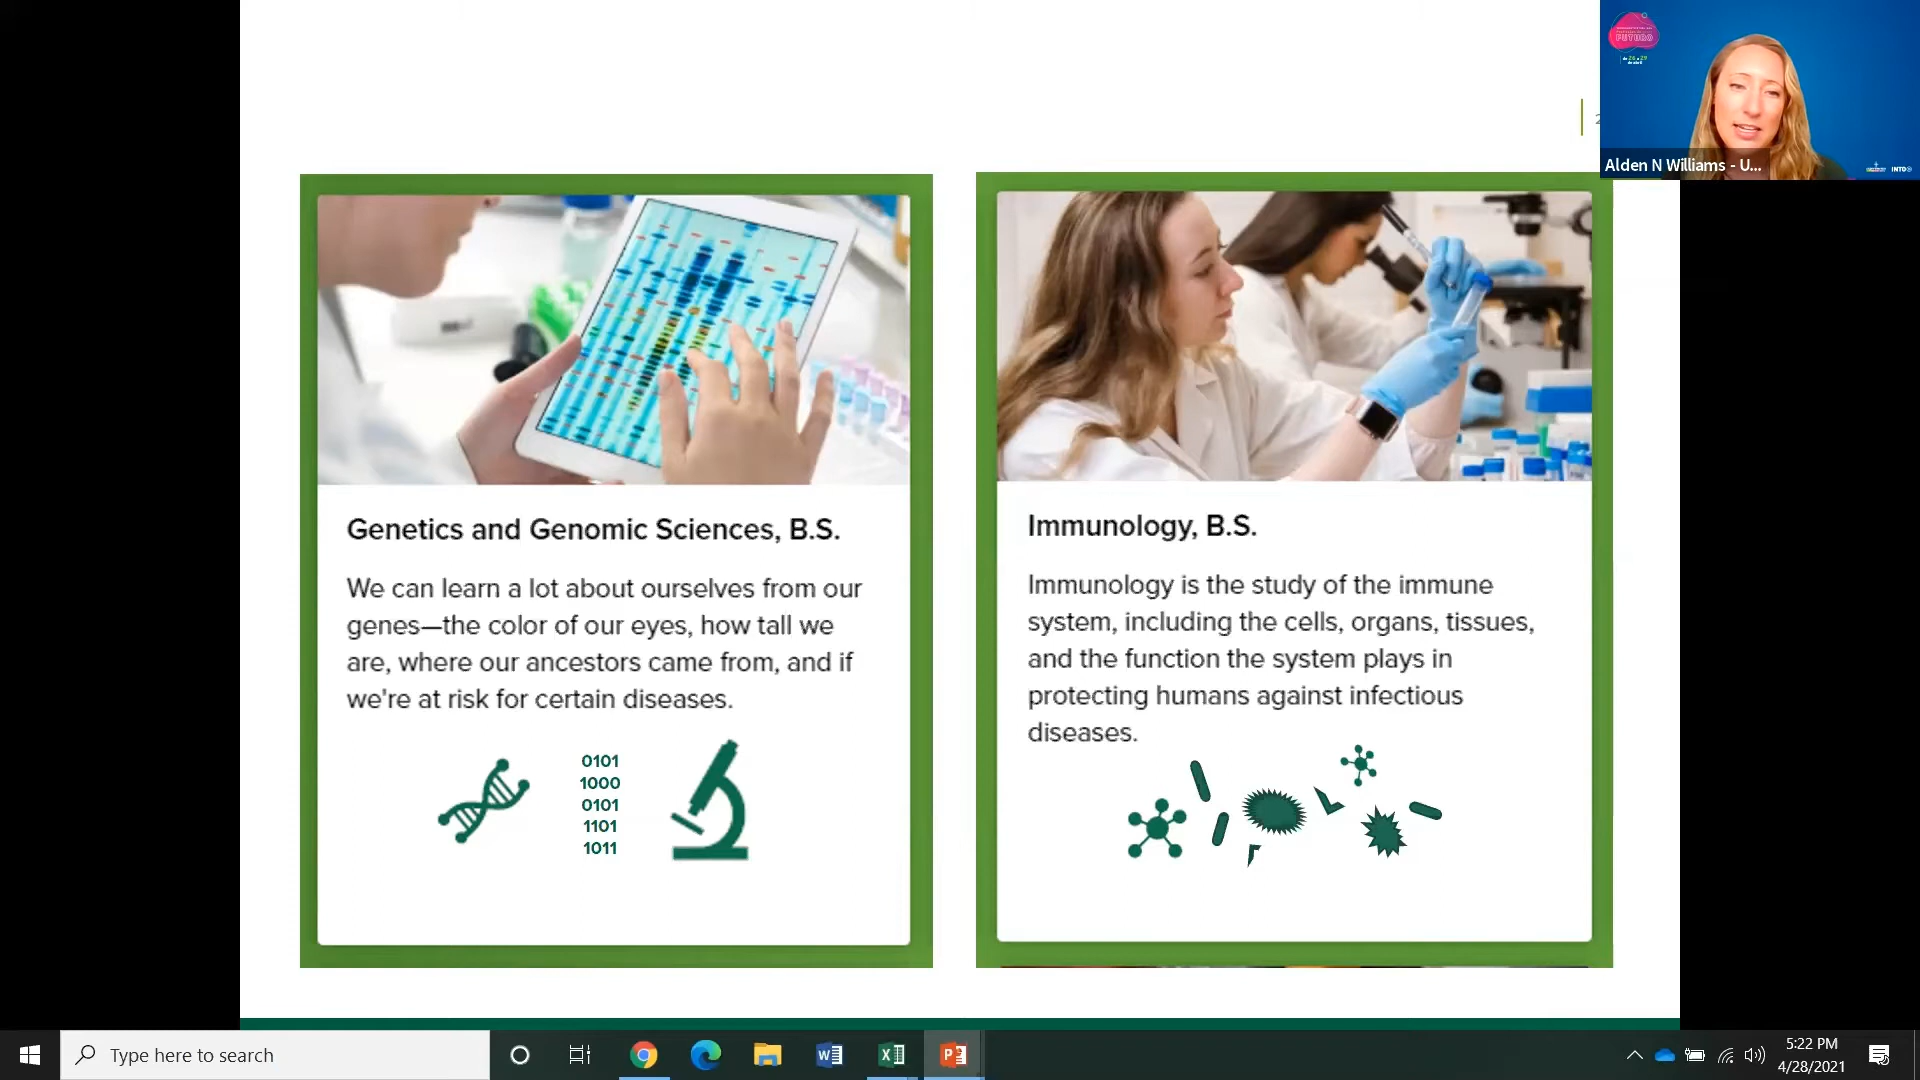 FUTURO
Alden N Williams - U...
INTO
Genetics and Genomic Sciences, B.S.
We can learn a lot about ourselves from our
genes—the color of our eyes, how tall we
are, where our ancestors came from, and if
we're at risk for certain diseases.
0101
1000
0101
1101
1011
Immunology, B.S.
Immunology is the study of the immune
system, including the cells, organs, tissues,
and the function the system plays in
protecting humans against infectious
diseases.
Type here to search
5:22 PM
4/28/2021